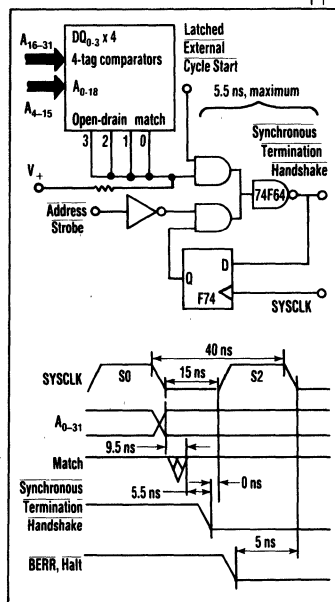 A16–31
A4–15
DQ0-3 x 4
4-tag comparators
A0-18
Open-drain match
3 2 1 0
Latched
External
Cycle Start
5.5 ns, maximum
Synchronous
Termination
Handshake
V+
74F64
Address
Strobe
Q D
F74
SYSCLK
40 ns
SYSCLK S0 15 ns S2
A0–31
9.5 ns
Match
0 ns
Synchronous
5.5 ns
Termination
Handshake
5 ns
BERR, Halt